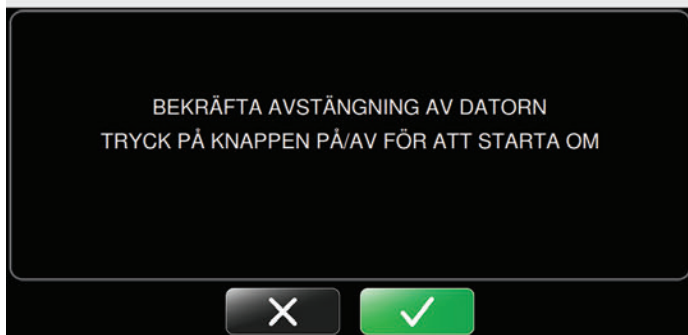 BEKRÄFTA AVSTÄNGNING AV DATORN
TRYCK PÅ KNAPPEN PÅ/AV FÖR ATT STARTA OM